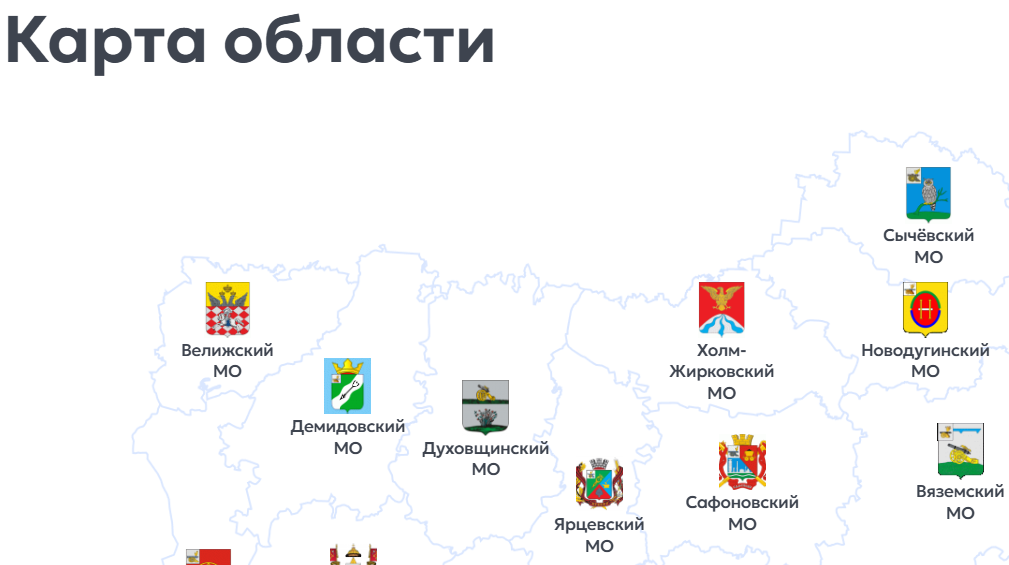 Карта области
Сычёвский
МО
Велижский
МО
Холм-
Жирковский
МО
Новодугинский
МО
Демидовский
МО
Духовщинский
МО
Вяземский
МО
Сафоновский
МО
Ярцевский
МО